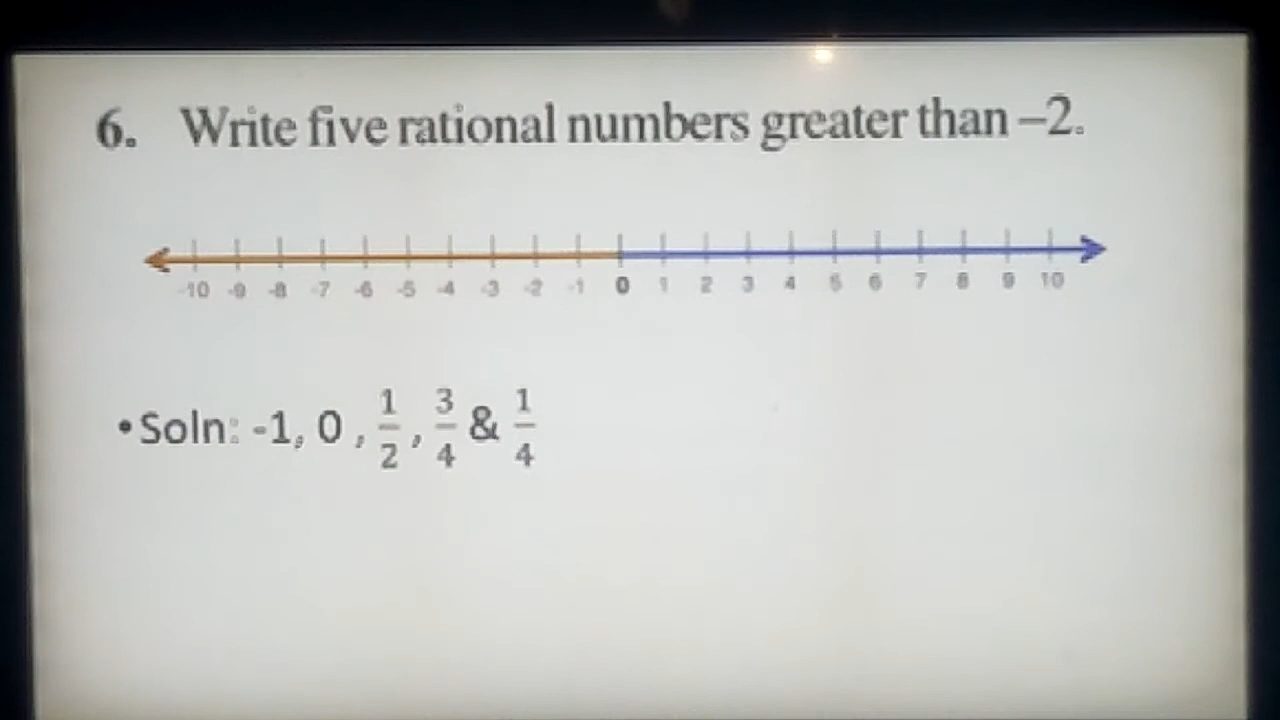 6. Write five rational numbers greater than –2.
-10 -9 -8 -7 -6 -5 -4 -3 -2 -1 0 1 2 3 4 5 6 7 8 9 10
•Soln: -1, 0 , 1/2 , 3/4 & 1/4